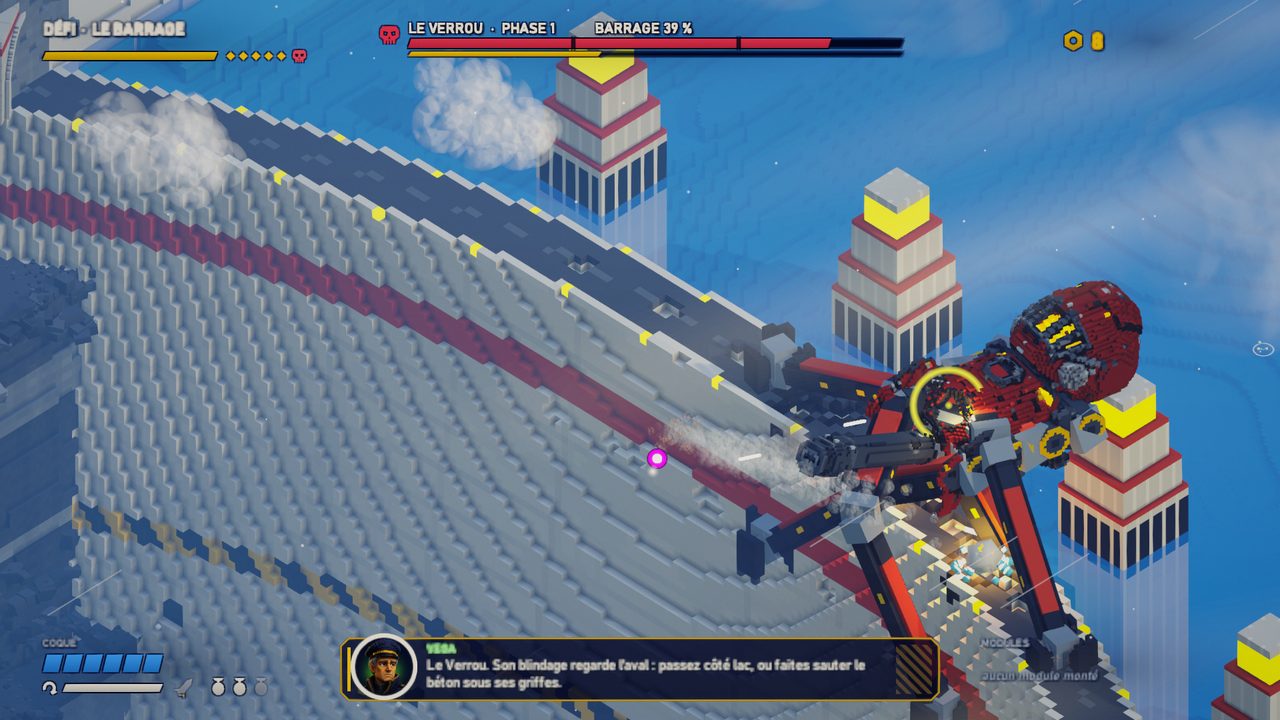 DÉFI - LE BARRAGE
LE VERROU · PHASE 1
BARRAGE 39 %
COQUE
VEGA
Le Verrou. Son blindage regarde l'aval : passez côté lac, ou faites sauter le
béton sous ses griffes.
MODULES
aucun module monté